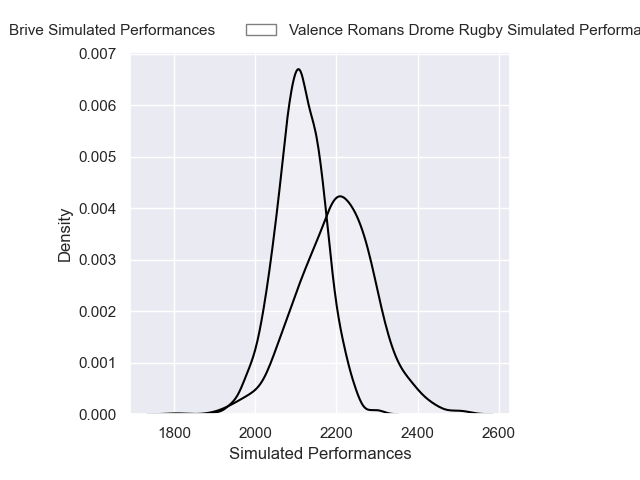 Brive Simulated Performances
Valence Romans Drome Rugby Simulated
0.007
0.006
0.005
0.004
0.003
0.002
0.001
0.000
Density
1800 2000 2200 2400 2600
Simulated Performances